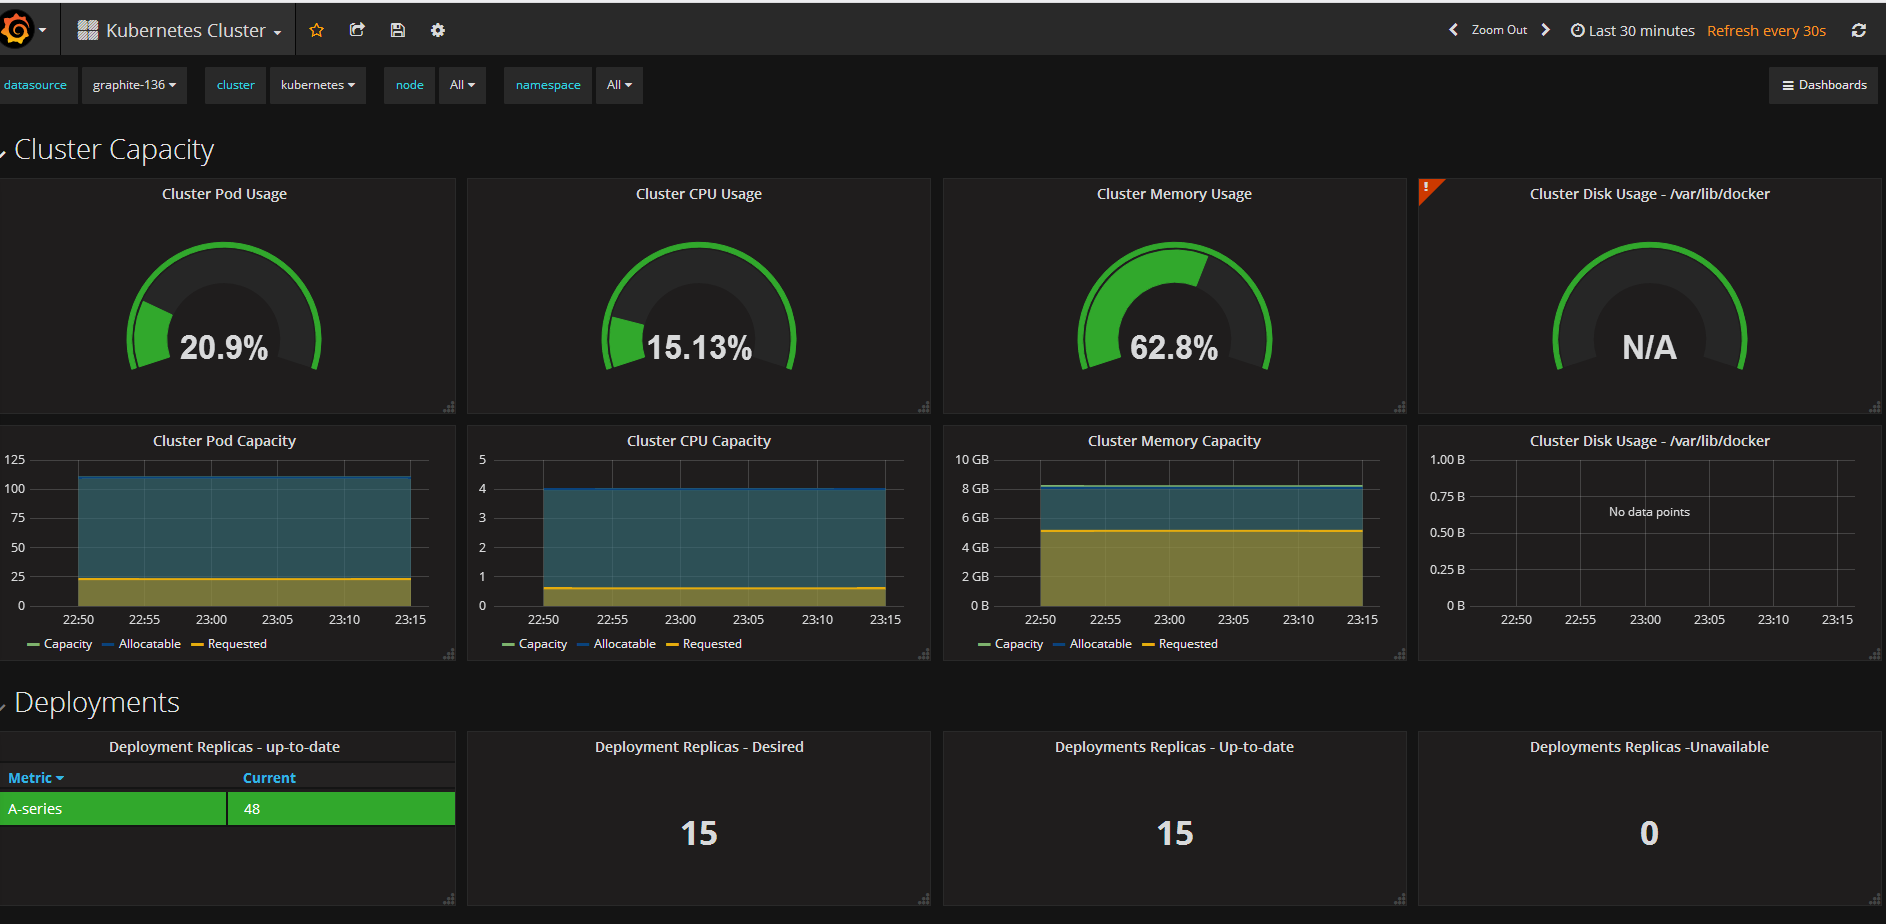 Kubernetes Cluster
Zoom Out
Last 30 minutes Refresh every 30s
datasource graphite-136 cluster kubernetes node All namespace All
Dashboards
Cluster Capacity
Cluster Pod Usage
20.9%
Cluster CPU Usage
15.13%
Cluster Memory Usage
62.8%
!
Cluster Disk Usage - /var/lib/docker
N/A
Cluster Pod Capacity
125
100
75
50
25
0
22:50 22:55 23:00 23:05 23:10 23:15
Capacity Allocatable Requested
Cluster CPU Capacity
5
4
3
2
1
0
22:50 22:55 23:00 23:05 23:10 23:15
Capacity Allocatable Requested
Cluster Memory Capacity
10 GB
8 GB
6 GB
4 GB
2 GB
0 B
22:50 22:55 23:00 23:05 23:10 23:15
Capacity Allocatable Requested
Cluster Disk Usage - /var/lib/docker
1.00 B
0.75 B
No data points
0.50 B
0.25 B
0 B
22:50 22:55 23:00 23:05 23:10 23:15
Deployments
Deployment Replicas - up-to-date
Metric Current
A-series 48
Deployment Replicas - Desired
15
Deployments Replicas - Up-to-date
15
Deployments Replicas -Unavailable
0